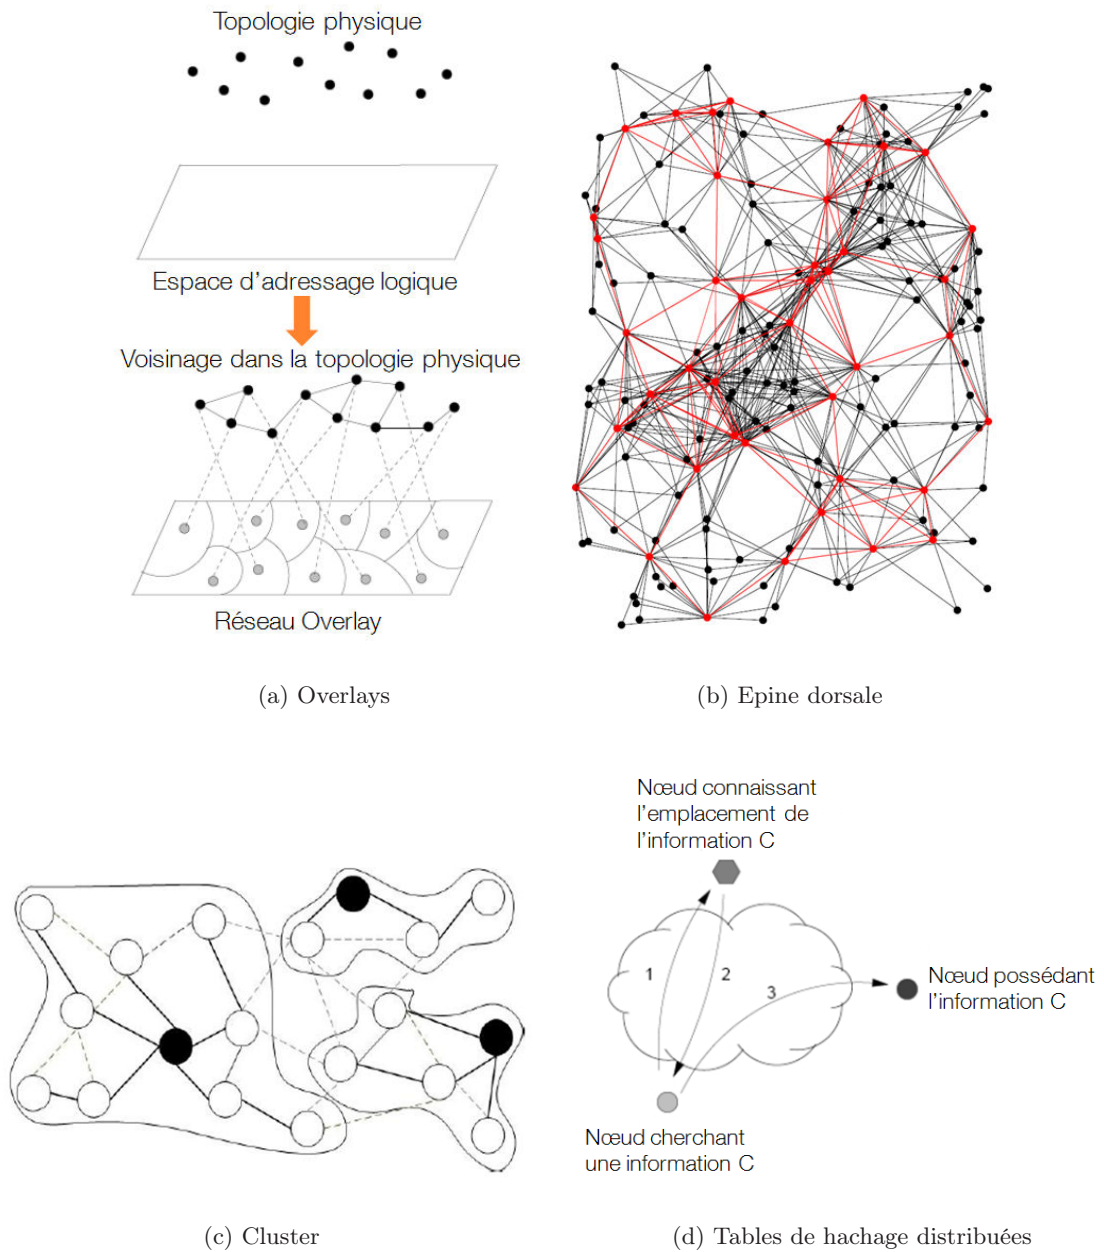 Topologie physique
Espace d'adressage logique
Voisinage dans la topologie physique
Réseau Overlay
(a) Overlays
(b) Epine dorsale
(c) Cluster
Nœud connaissant
l'emplacement de
l'information C
1
2
3
Nœud possédant
l'information C
Nœud cherchant
une information C
(d) Tables de hachage distribuées